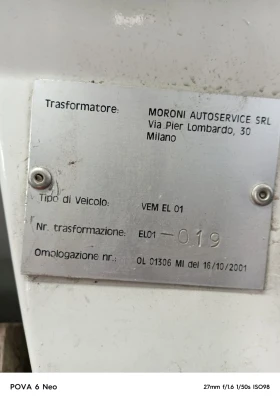 Trasformatore: MORONI AUTOSERVICE SRL
Via Pier Lombardo, 30
Milano
Tipo di Veicolo: VEM EL 01
Nr. trasformazione: EL01-019
Omologazione nr.: OL 01306 MI del 16/10/2001
POVA 6 Neo 27mm f/1.6 1/50s ISO98